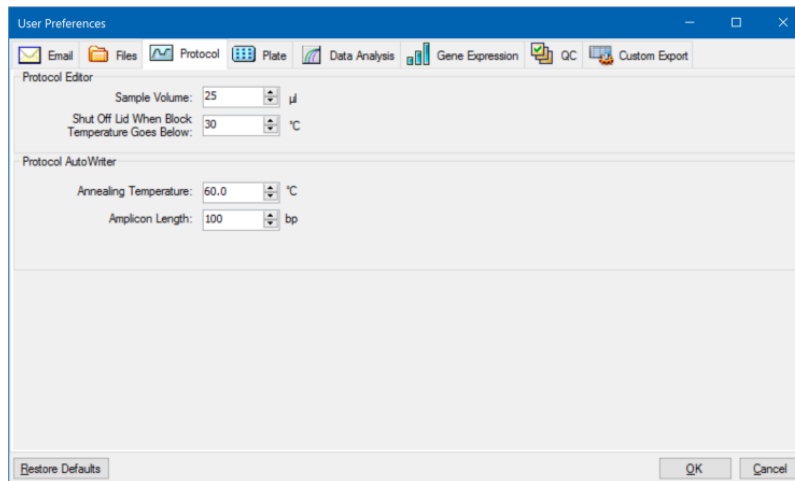 User Preferences
Email Files Protocol Plate Data Analysis Gene Expression QC Custom Export
Protocol Editor
Sample Volume: 25 µl
Shut Off Lid When Block
Temperature Goes Below: 30 °C
Protocol AutoWriter
Annealing Temperature: 60.0 °C
Amplicon Length: 100 bp
Restore Defaults OK Cancel